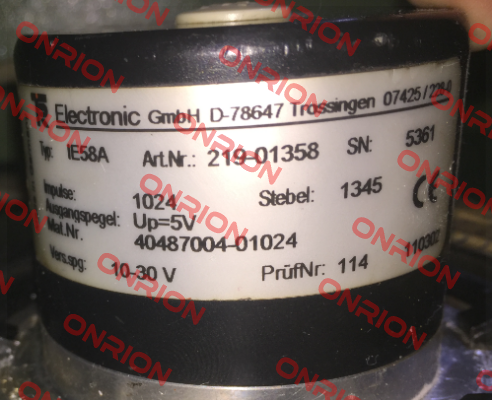 Electronic GmbH D-78647 Trossingen 07425/228-0
Typ: IE58A Art.Nr.: 219-01358 SN: 5361
Impulse: 1024 Stebel: 1345 CE
Ausgangspegel: Up=5V
Mat.Nr. 40487004-01024
Vers.spg: 10-30 V PrüfNr: 114 110302
ONRION